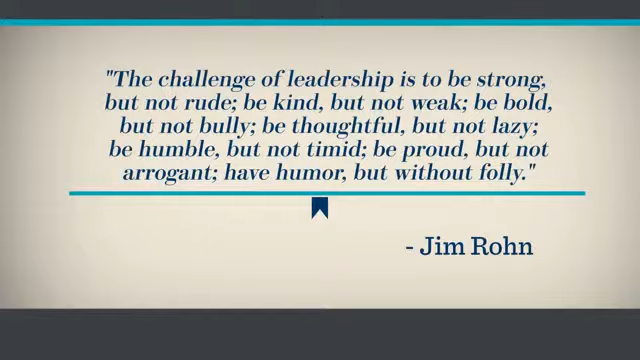 "The challenge of leadership is to be strong,
but not rude; be kind, but not weak; be bold,
but not bully; be thoughtful, but not lazy;
be humble, but not timid; be proud, but not
arrogant; have humor, but without folly."
- Jim Rohn